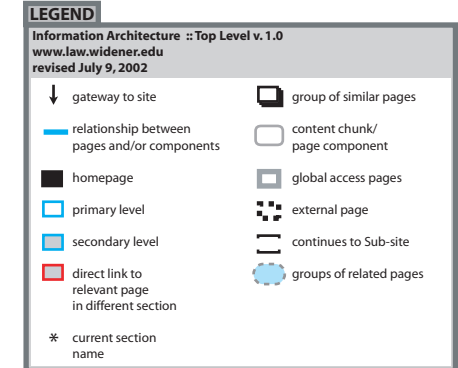 LEGEND
Information Architecture :: Top Level v. 1.0
www.law.widener.edu
revised July 9, 2002
gateway to site
relationship between
pages and/or components
homepage
primary level
secondary level
direct link to
relevant page
in different section
* current section
name
group of similar pages
content chunk/
page component
global access pages
external page
continues to Sub-site
groups of related pages